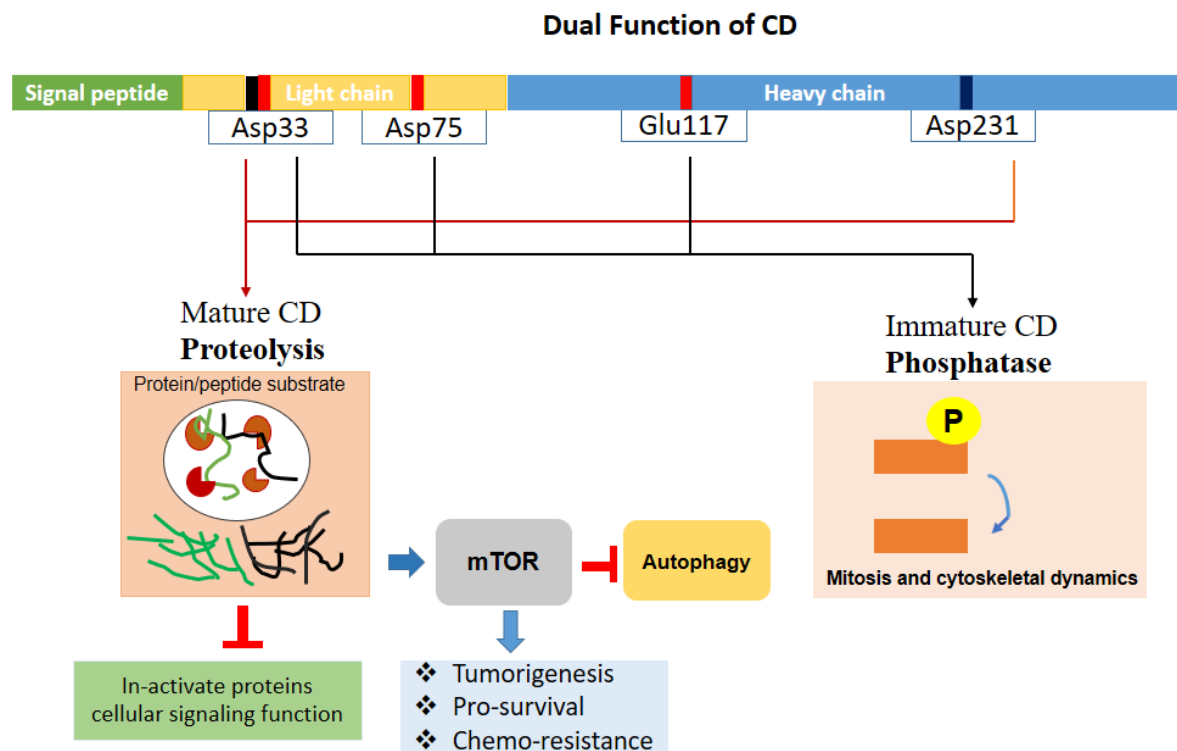 Dual Function of CD
Signal peptide
Light chain
Heavy chain
Asp33
Asp75
Glu117
Asp231
Mature CD
Proteolysis
Protein/peptide substrate
Immature CD
Phosphatase
P
Mitosis and cytoskeletal dynamics
mTOR
Autophagy
In-activate proteins
cellular signaling function
❖ Tumorigenesis
❖ Pro-survival
❖ Chemo-resistance